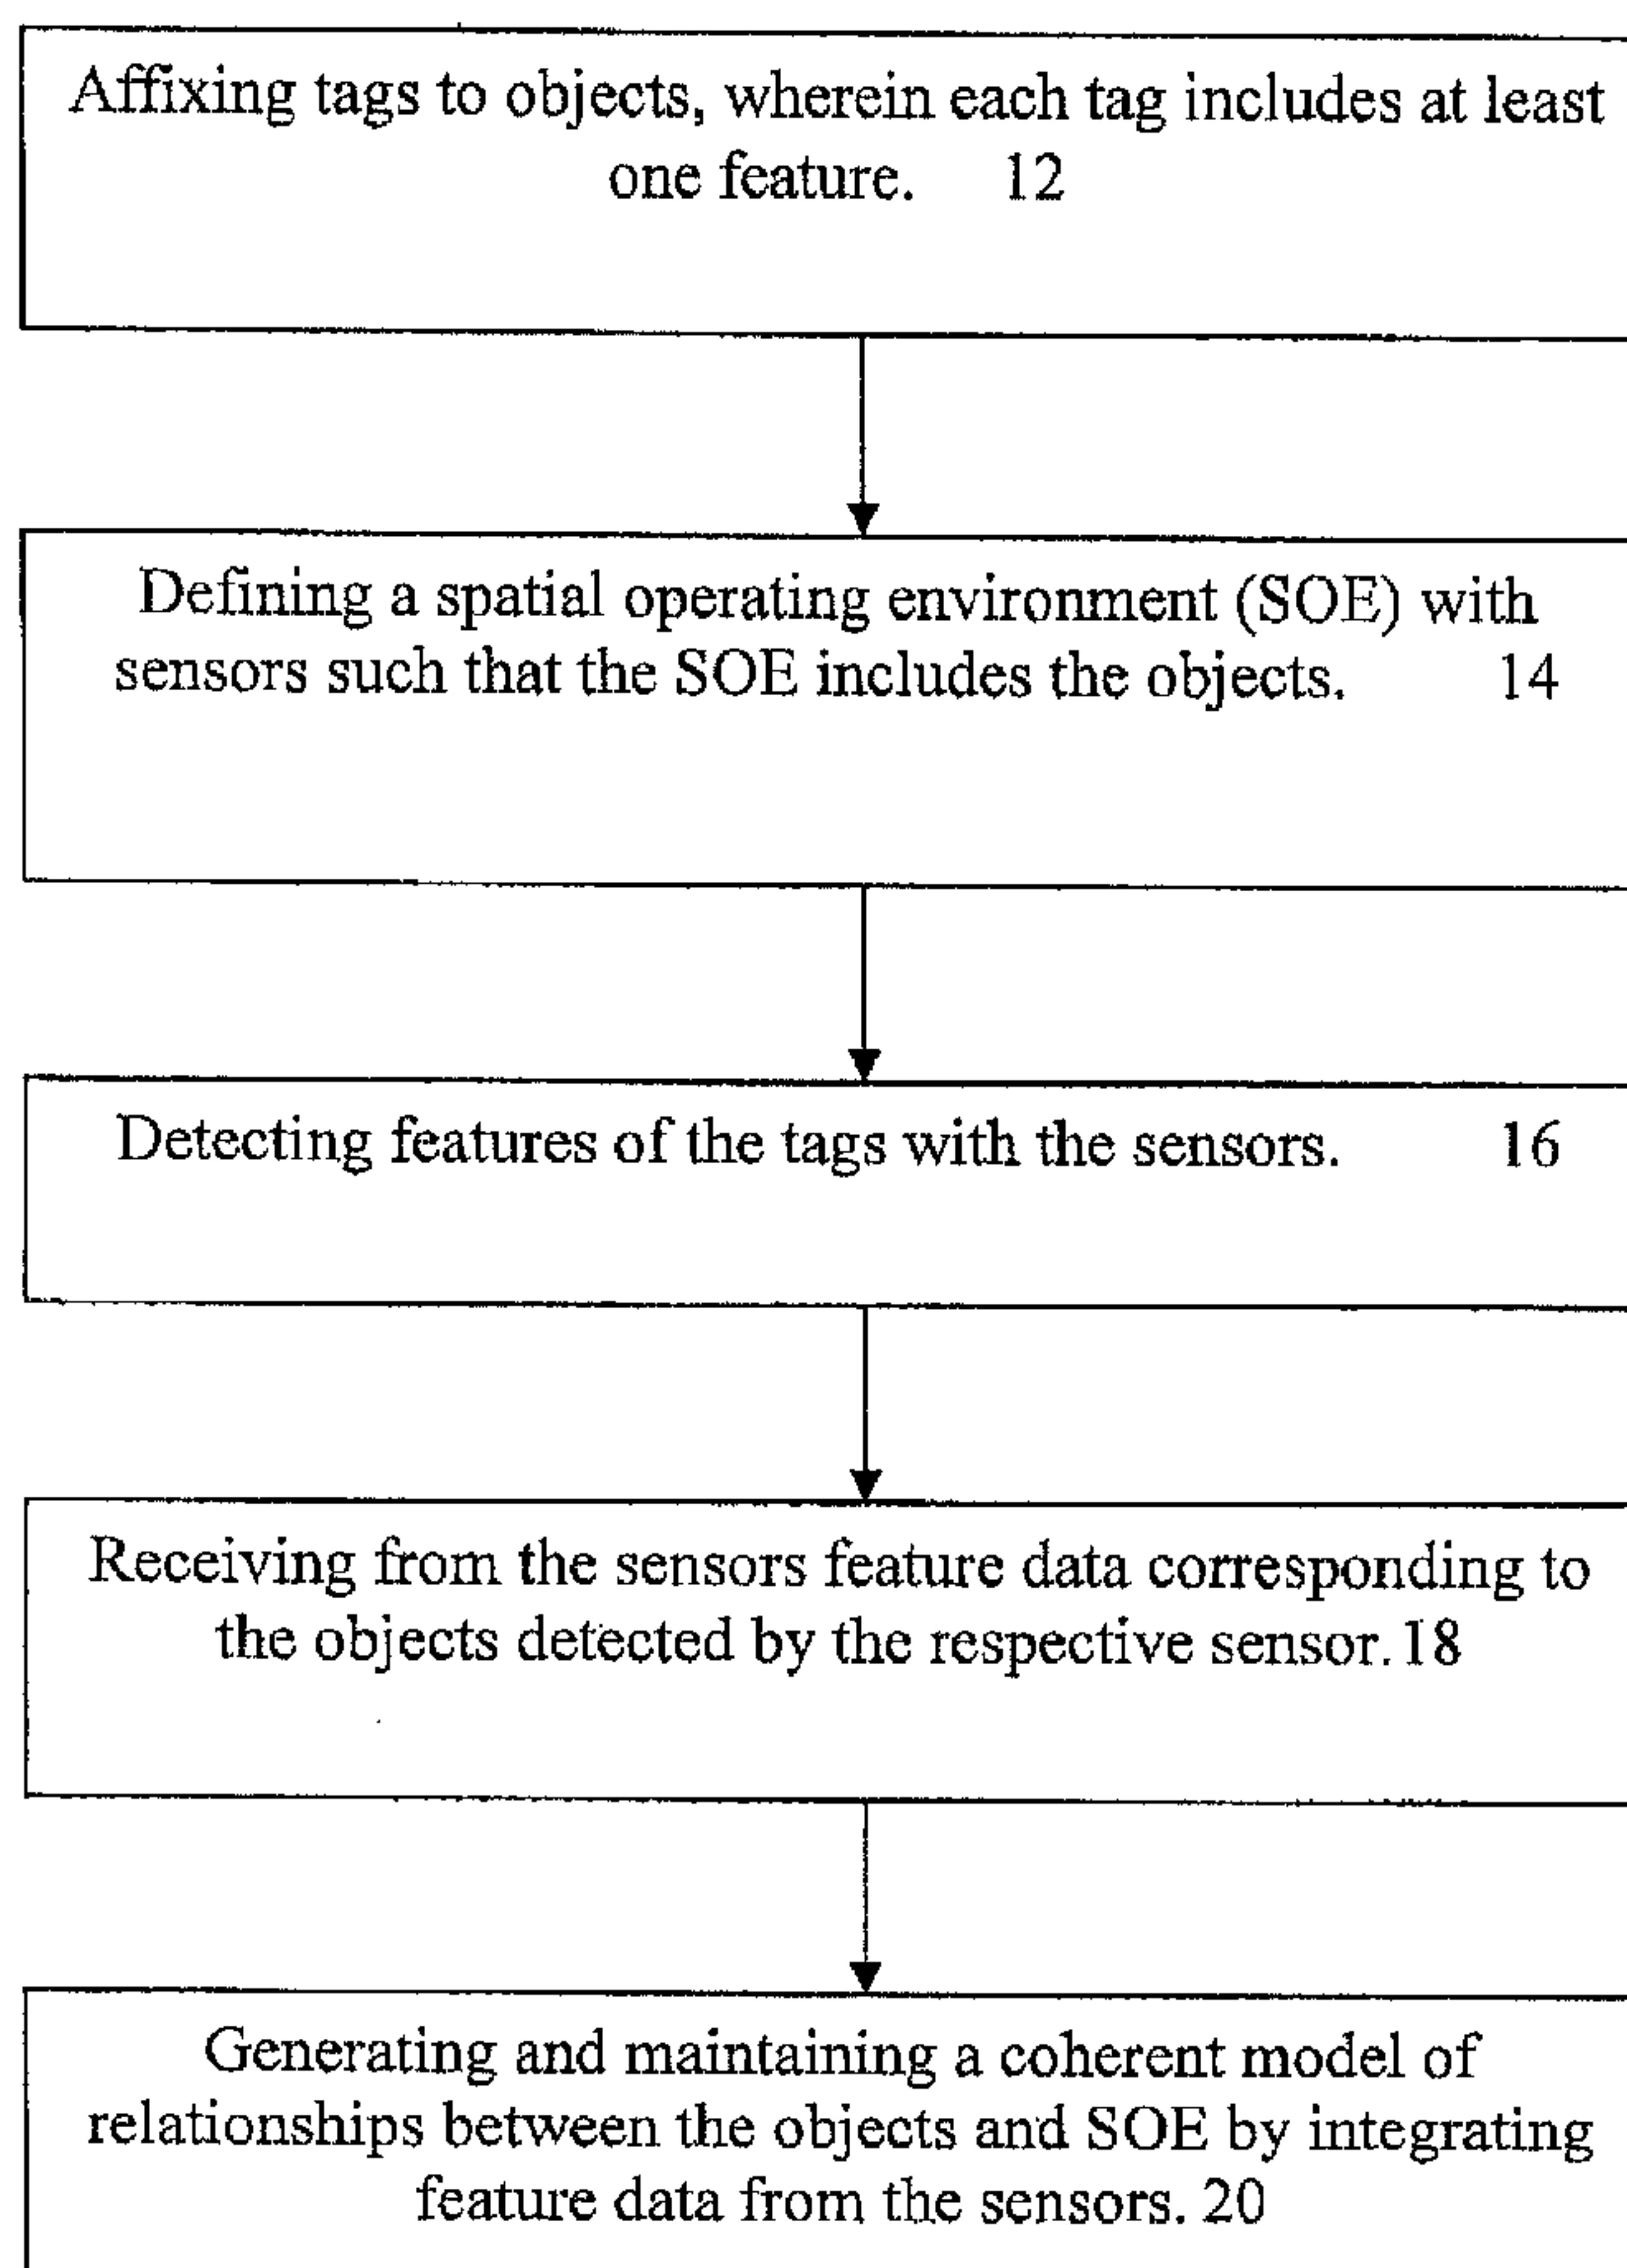 Affixing tags to objects, wherein each tag includes at least
one feature. 12
Defining a spatial operating environment (SOE) with
sensors such that the SOE includes the objects. 14
Detecting features of the tags with the sensors. 16
Receiving from the sensors feature data corresponding to
the objects detected by the respective sensor. 18
Generating and maintaining a coherent model of
relationships between the objects and SOE by integrating
feature data from the sensors. 20